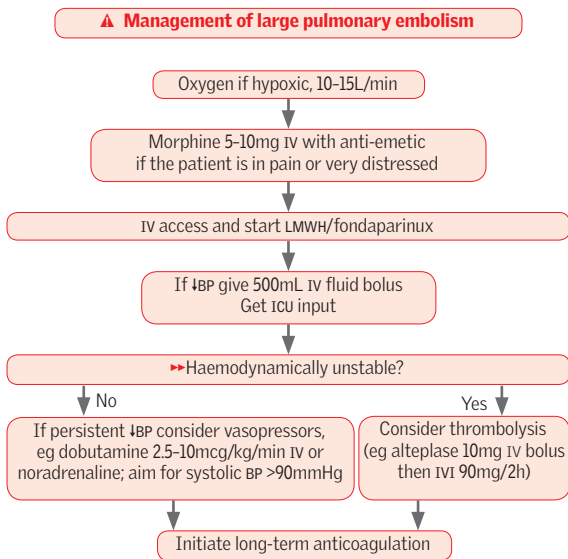 ⚠ Management of large pulmonary embolism
Oxygen if hypoxic, 10–15L/min
Morphine 5–10mg IV with anti-emetic
if the patient is in pain or very distressed
IV access and start LMWH/fondaparinux
If ↓BP give 500mL IV fluid bolus
Get ICU input
▸▸Haemodynamically unstable?
No
Yes
If persistent ↓BP consider vasopressors,
eg dobutamine 2.5–10mcg/kg/min IV or
noradrenaline; aim for systolic BP >90mmHg
Consider thrombolysis
(eg alteplase 10mg IV bolus
then IVI 90mg/2h)
Initiate long-term anticoagulation